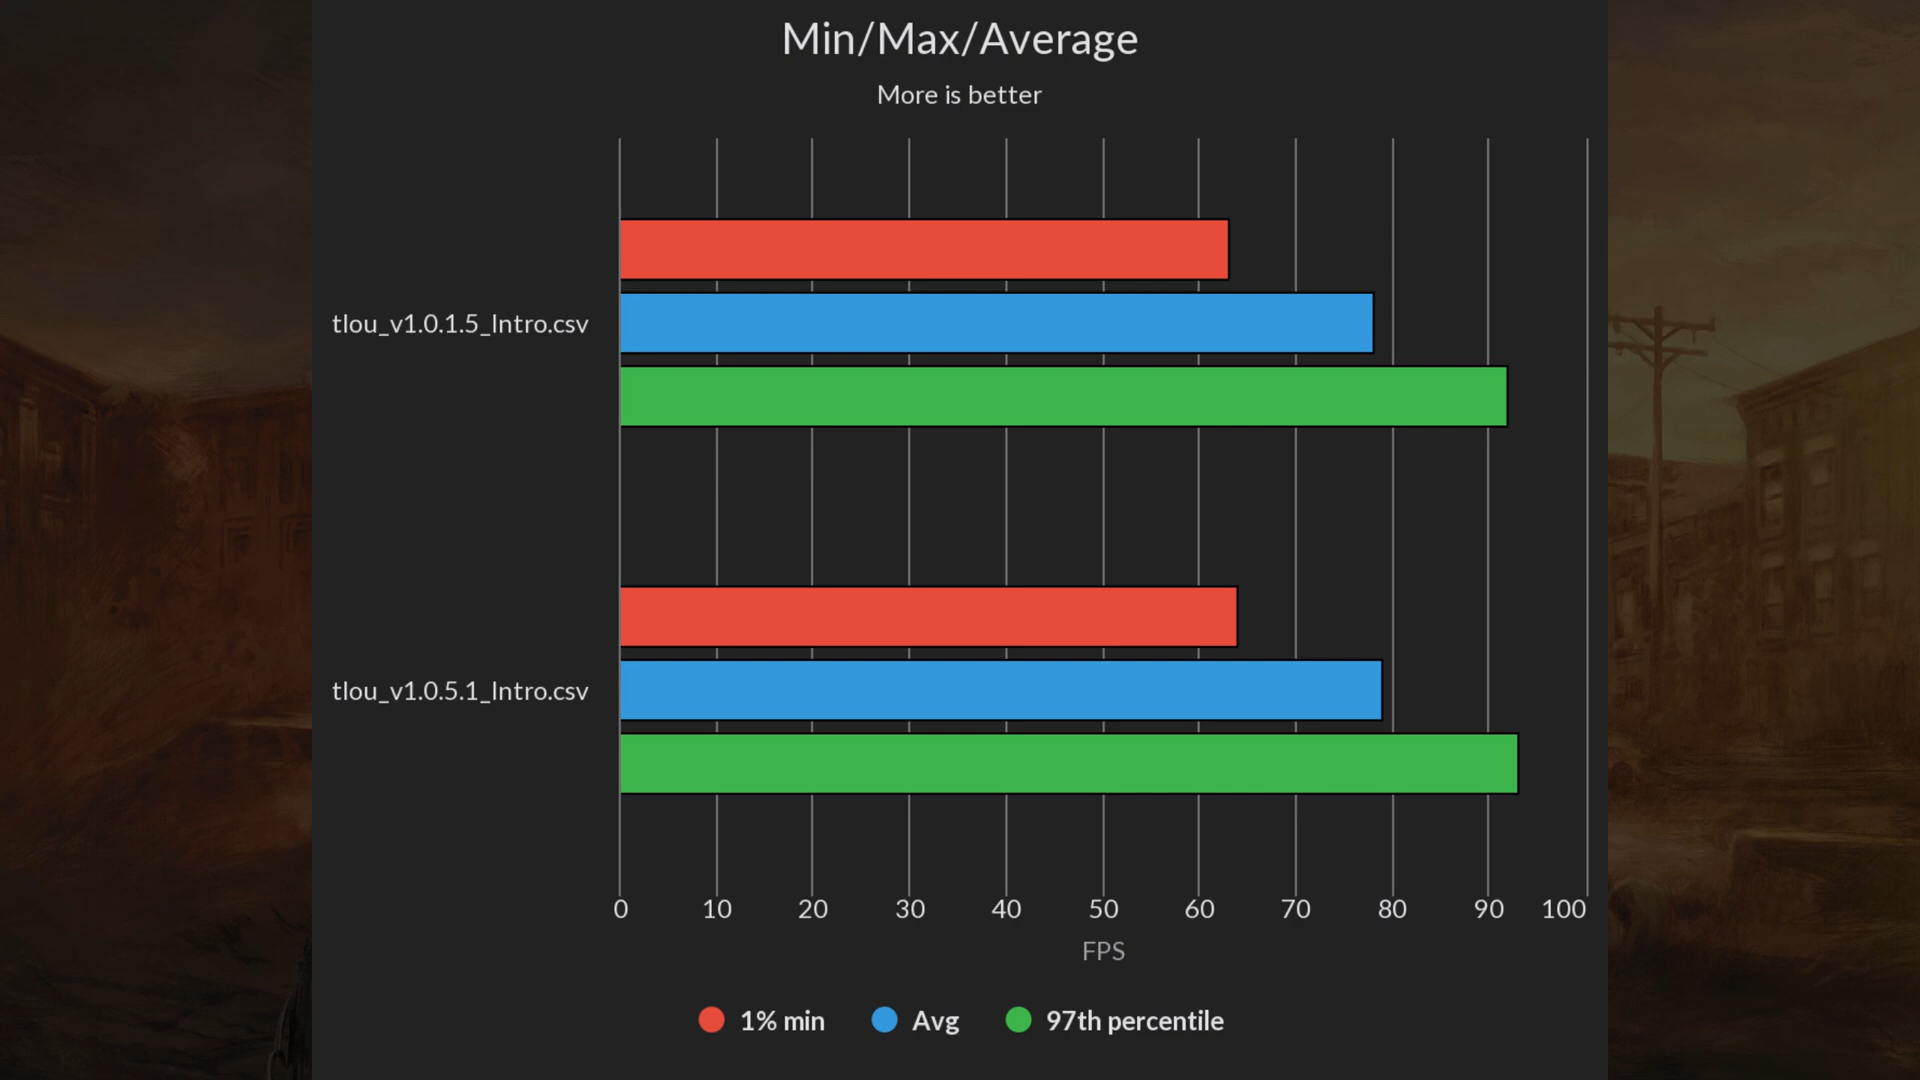 Min/Max/Average
More is better
tlou_v1.0.1.5_Intro.csv
tlou_v1.0.5.1_Intro.csv
0 10 20 30 40 50 60 70 80 90 100
FPS
1% min Avg 97th percentile